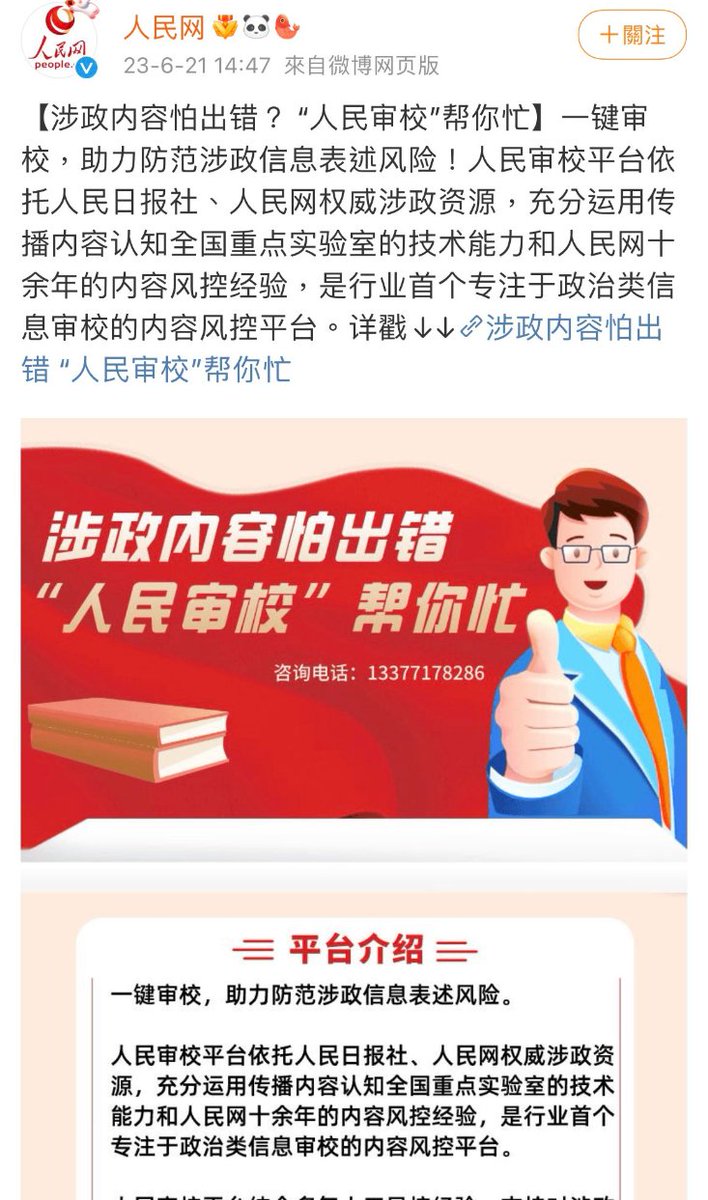 人民网
people.
人民网
23-6-21 14:47 來自微博网页版
＋關注
【涉政内容怕出错？“人民审校”帮你忙】一键审
校，助力防范涉政信息表述风险！人民审校平台依
托人民日报社、人民网权威涉政资源，充分运用传
播内容认知全国重点实验室的技术能力和人民网十
余年的内容风控经验，是行业首个专注于政治类信
息审校的内容风控平台。详戳↓↓涉政内容怕出
错 “人民审校”帮你忙
涉政内容怕出错
“人民审校”帮你忙
咨询电话：13377178286
平台介绍
一键审校，助力防范涉政信息表述风险。
人民审校平台依托人民日报社、人民网权威涉政资
源，充分运用传播内容认知全国重点实验室的技术
能力和人民网十余年的内容风控经验，是行业首个
专注于政治类信息审校的内容风控平台。